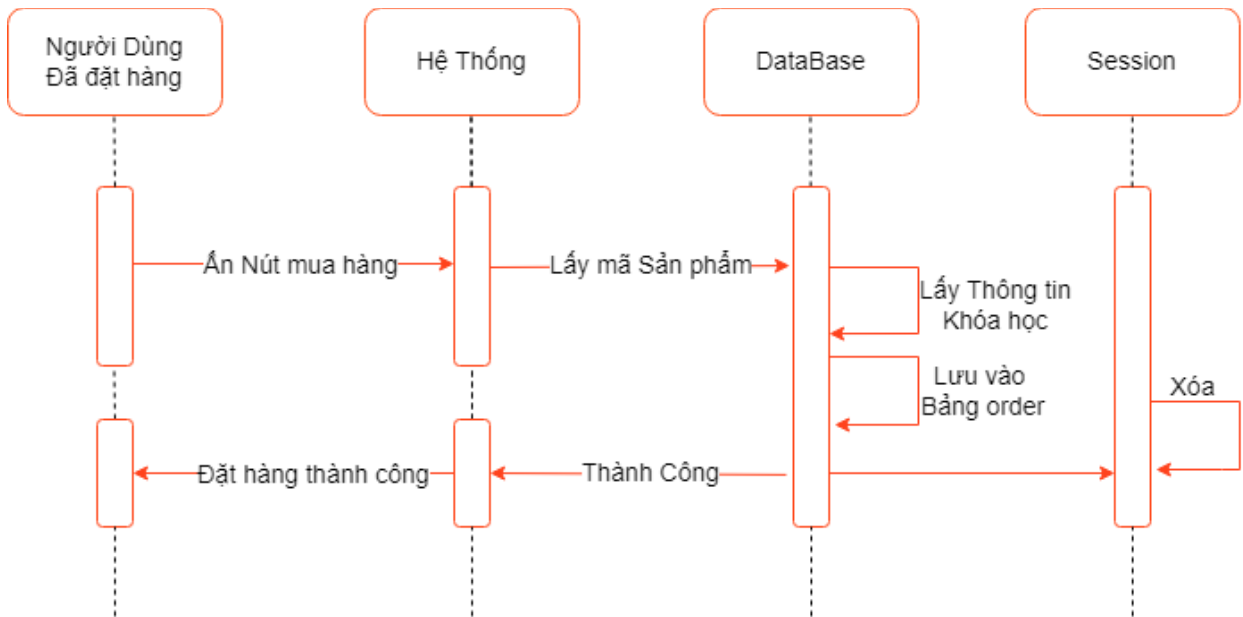 Người Dùng
Đã đặt hàng
Hệ Thống
DataBase
Session
Ấn Nút mua hàng
Lấy mã Sản phẩm
Lấy Thông tin
Khóa học
Lưu vào
Bảng order
Xóa
Đặt hàng thành công
Thành Công